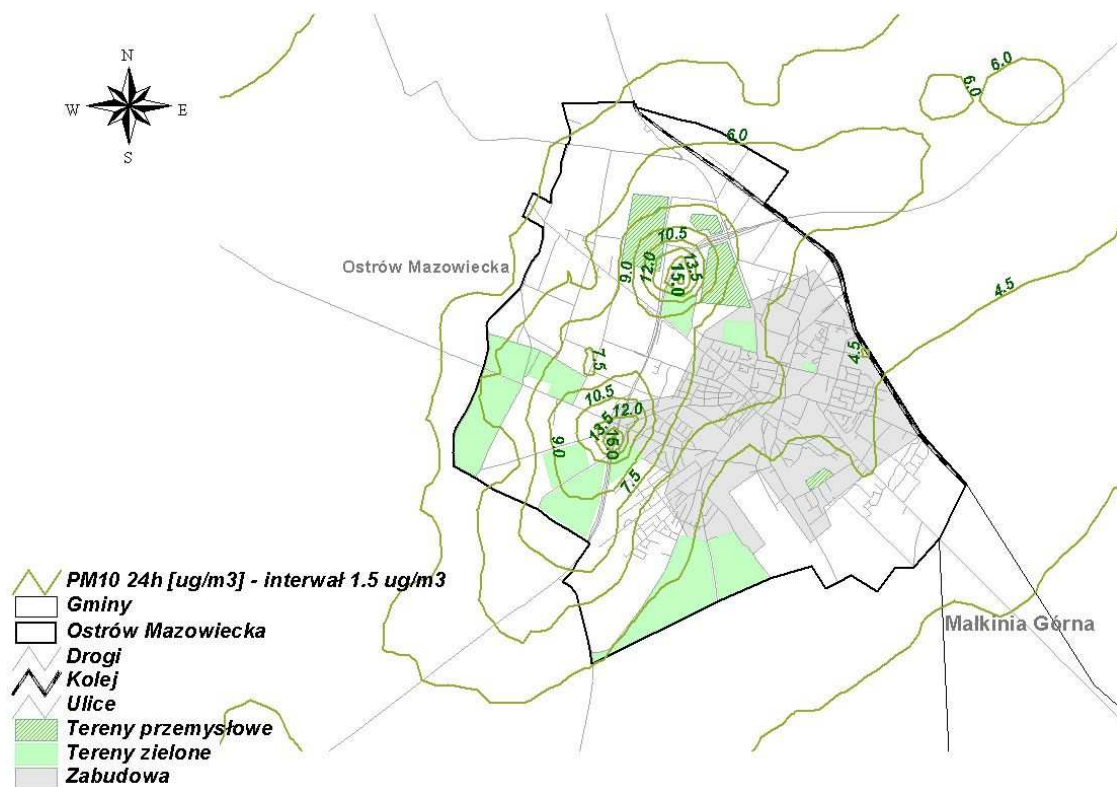 N
W E
S
6.0
6.0
6.0
10.5
13.5
12.0
15.0
9.0
Ostrów Mazowiecka
4.5
4.5
7.5
10.5
12.0
13.5
15.0
9.0
7.5
PM10 24h [ug/m3] - interwał 1.5 ug/m3
Gminy
Ostrów Mazowiecka
Drogi
Kolej
Ulice
Tereny przemysłowe
Tereny zielone
Zabudowa
Małkinia Górna